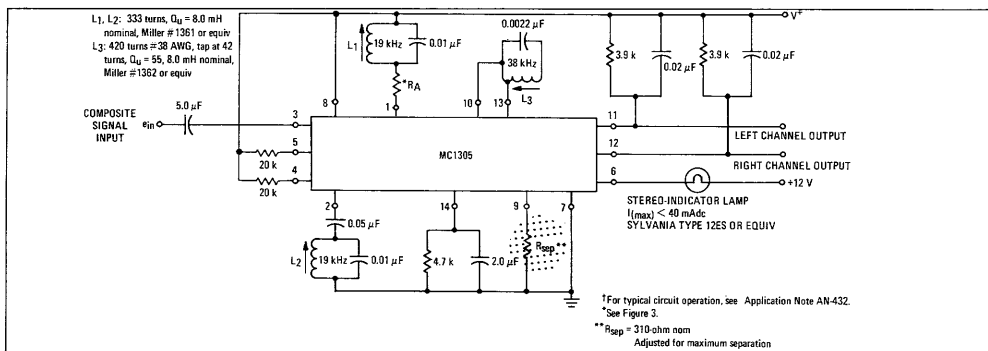 L1, L2: 333 turns, Qu = 8.0 mH
nominal, Miller #1361 or equiv
L3: 420 turns #38 AWG, tap at 42
turns, Qu = 55, 8.0 mH nominal,
Miller #1362 or equiv
L1
19 kHz
0.01 μF
*RA
0.0022 μF
38 kHz
L3
V+
3.9 k
0.02 μF
3.9 k
0.02 μF
COMPOSITE
SIGNAL
INPUT
ein
5.0 μF
8
1
10
13
3
5
4
20 k
20 k
MC1305
11
LEFT CHANNEL OUTPUT
12
RIGHT CHANNEL OUTPUT
6
+12 V
STEREO-INDICATOR LAMP
I(max) < 40 mAdc
SYLVANIA TYPE 12ES OR EQUIV
2
14
9
7
0.05 μF
L2
19 kHz
0.01 μF
4.7 k
2.0 μF
Rsep**
†For typical circuit operation, see Application Note AN-432.
*See Figure 3.
**Rsep = 310-ohm nom
Adjusted for maximum separation